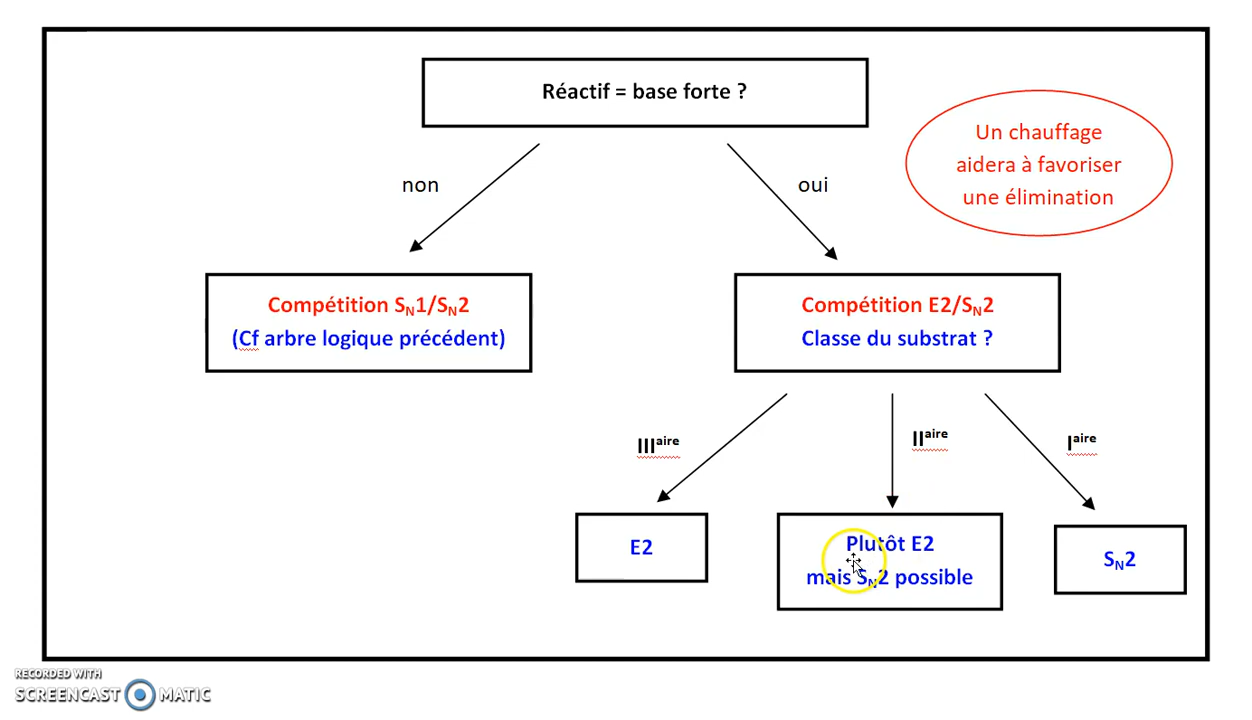 Réactif = base forte ?
Un chauffage
aidera à favoriser
une élimination
non
oui
Compétition SN1/SN2
(Cf arbre logique précédent)
Compétition E2/SN2
Classe du substrat ?
IIIaire
IIaire
Iaire
E2
Plutôt E2
mais SN2 possible
SN2
RECORDED WITH
SCREENCAST MATIC